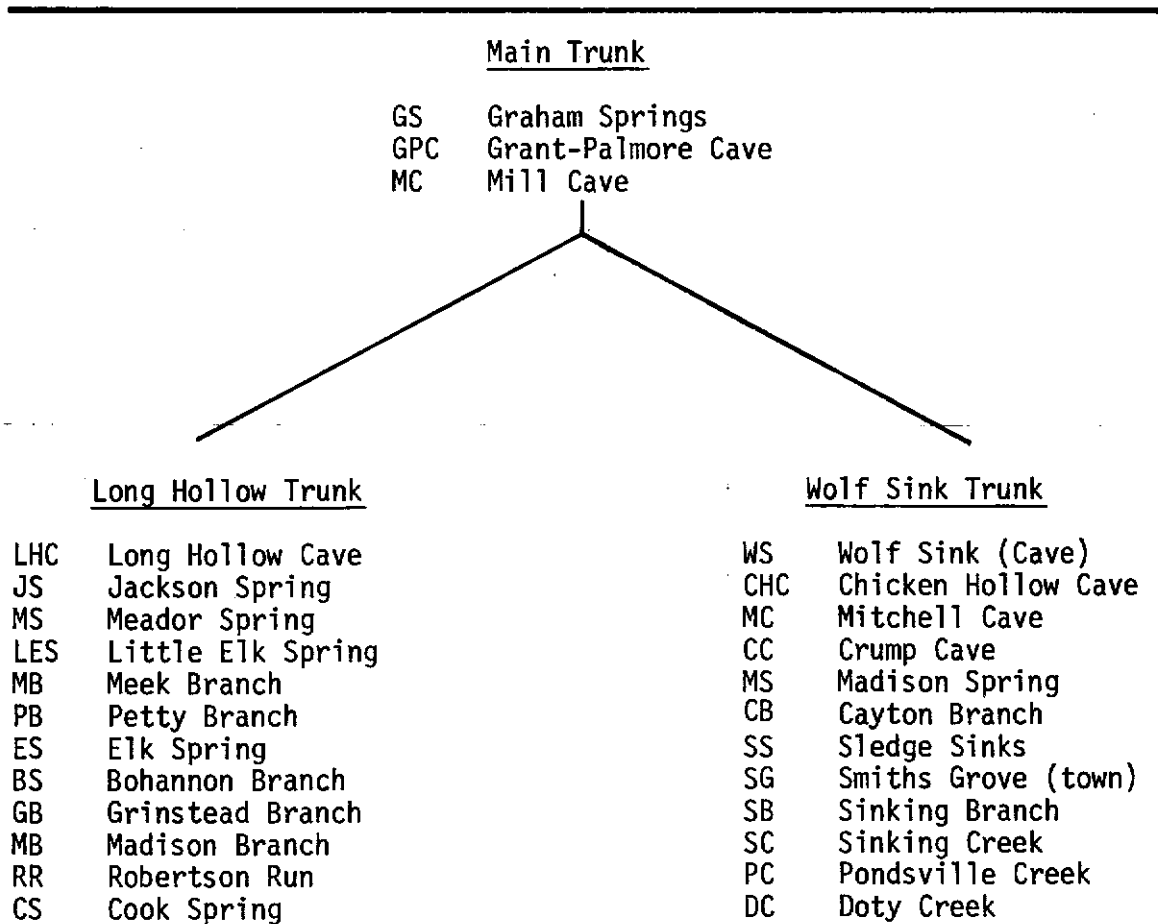 Main Trunk
GS Graham Springs
GPC Grant-Palmore Cave
MC Mill Cave
Long Hollow Trunk
LHC Long Hollow Cave
JS Jackson Spring
MS Meador Spring
LES Little Elk Spring
MB Meek Branch
PB Petty Branch
ES Elk Spring
BS Bohannon Branch
GB Grinstead Branch
MB Madison Branch
RR Robertson Run
CS Cook Spring
Wolf Sink Trunk
WS Wolf Sink (Cave)
CHC Chicken Hollow Cave
MC Mitchell Cave
CC Crump Cave
MS Madison Spring
CB Cayton Branch
SS Sledge Sinks
SG Smiths Grove (town)
SB Sinking Branch
SC Sinking Creek
PC Pondsville Creek
DC Doty Creek